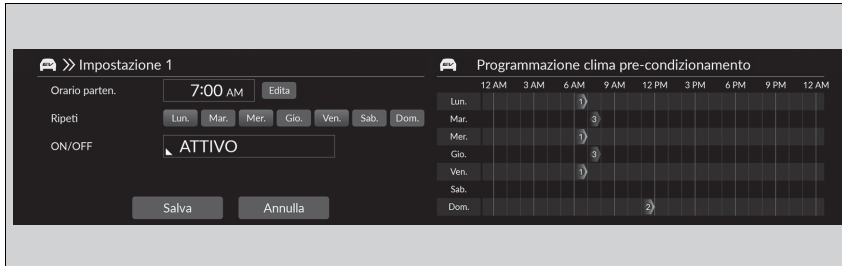 EV Impostazione 1
Orario parten. 7:00 AM Edita
Ripeti Lun. Mar. Mer. Gio. Ven. Sab. Dom.
ON/OFF ATTIVO
Salva Annulla
EV Programmazione clima pre-condizionamento
12 AM 3 AM 6 AM 9 AM 12 PM 3 PM 6 PM 9 PM 12 AM
Lun. 1
Mar. 3
Mer. 1
Gio. 3
Ven. 1
Sab.
Dom. 2